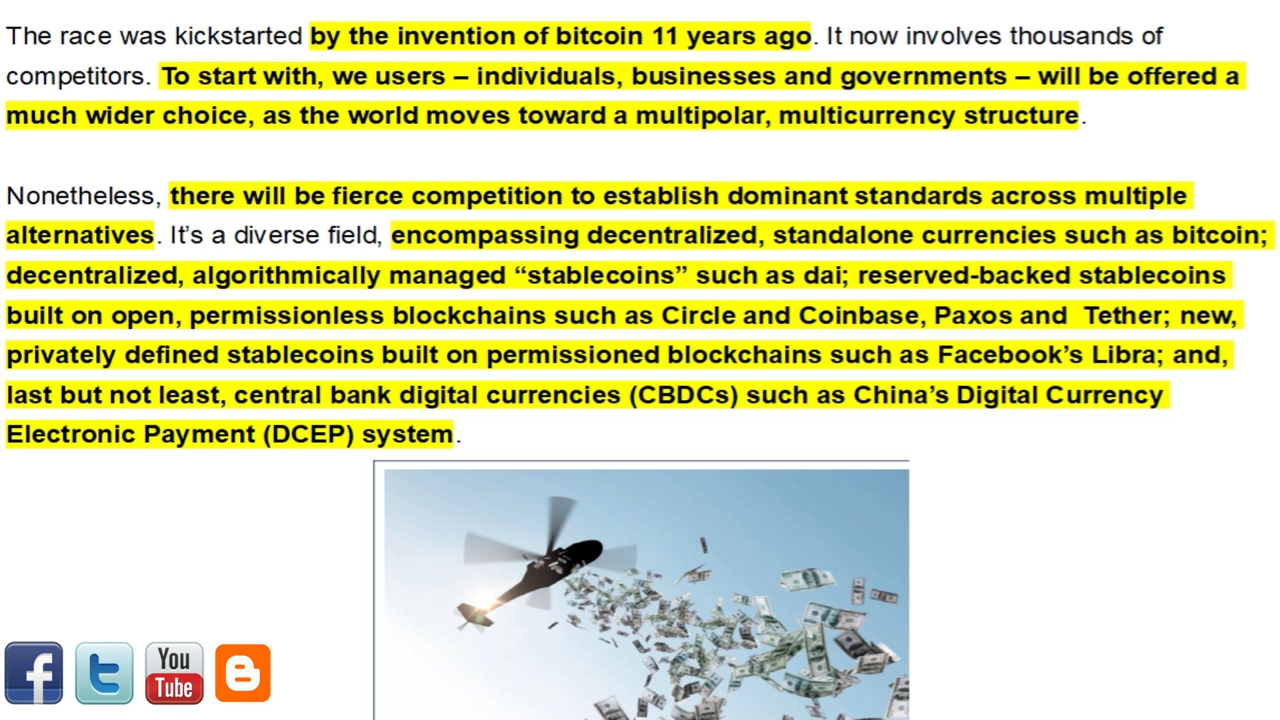 The race was kickstarted by the invention of bitcoin 11 years ago. It now involves thousands of
competitors. To start with, we users – individuals, businesses and governments – will be offered a
much wider choice, as the world moves toward a multipolar, multicurrency structure.
Nonetheless, there will be fierce competition to establish dominant standards across multiple
alternatives. It’s a diverse field, encompassing decentralized, standalone currencies such as bitcoin;
decentralized, algorithmically managed “stablecoins” such as dai; reserved-backed stablecoins
built on open, permissionless blockchains such as Circle and Coinbase, Paxos and  Tether; new,
privately defined stablecoins built on permissioned blockchains such as Facebook’s Libra; and,
last but not least, central bank digital currencies (CBDCs) such as China’s Digital Currency
Electronic Payment (DCEP) system.
You
Tube